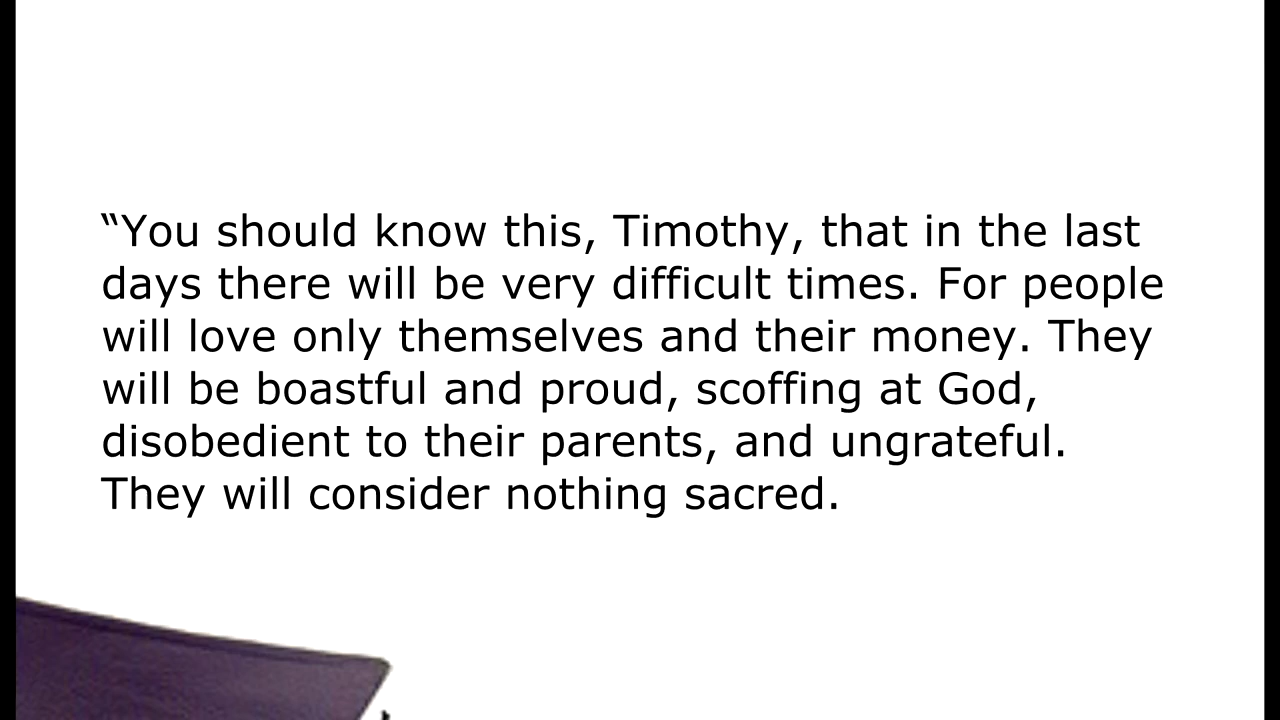 “You should know this, Timothy, that in the last
days there will be very difficult times. For people
will love only themselves and their money. They
will be boastful and proud, scoffing at God,
disobedient to their parents, and ungrateful.
They will consider nothing sacred.